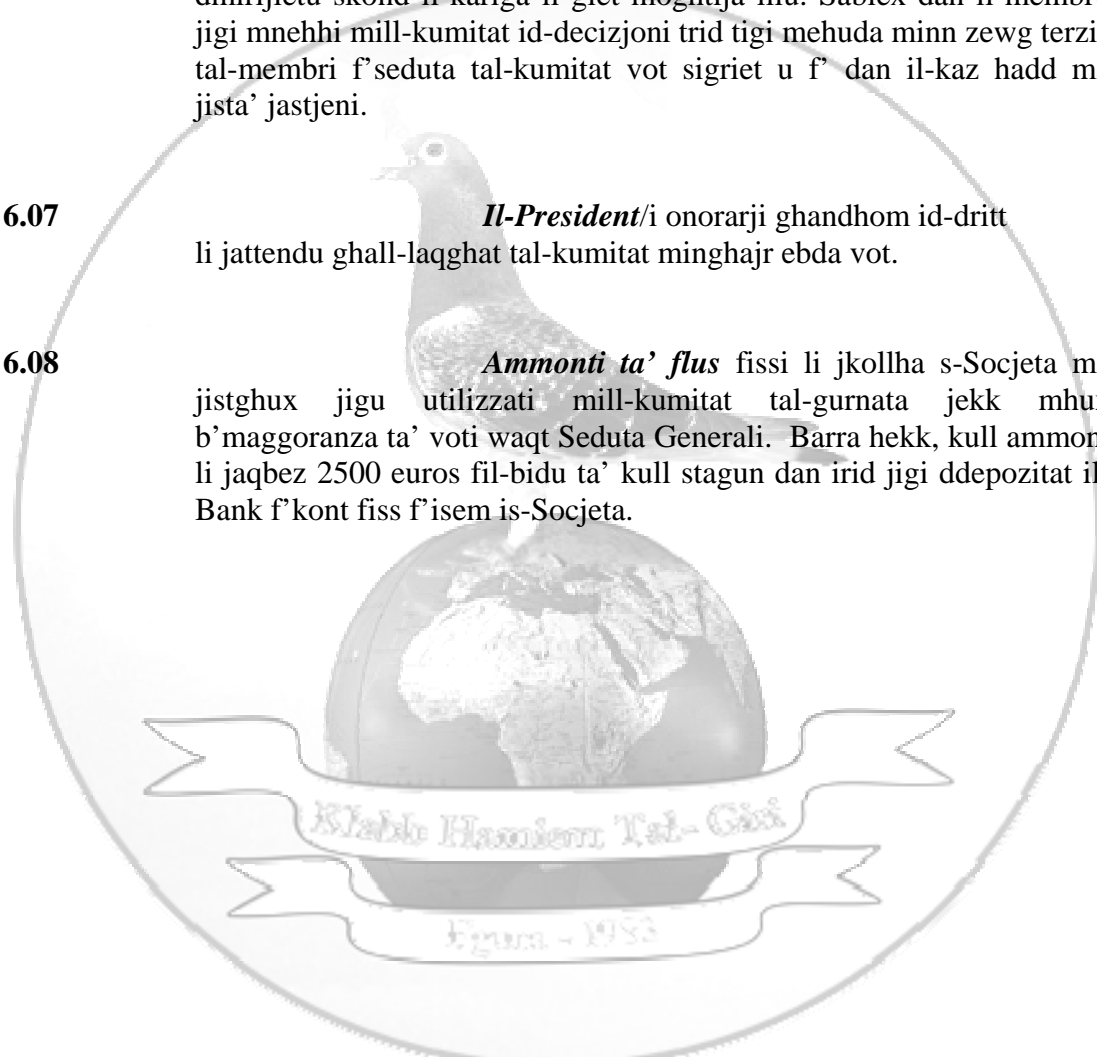 jigi mnehhi mill-kumitat id-decizjoni trid tigi mehuda minn zewg terzi
tal-membri f'seduta tal-kumitat vot sigriet u f' dan il-kaz hadd m
jista' jastjeni.
6.07 Il-President/i onorarji ghandhom id-dritt
li jattendu ghall-laqghat tal-kumitat minghajr ebda vot.
6.08 Ammonti ta' flus fissi li jkollha s-Socjeta m
jistghux jigu utilizzati mill-kumitat tal-gurnata jekk mhu
b'maggoranza ta' voti waqt Seduta Generali. Barra hekk, kull ammon
li jaqbez 2500 euros fil-bidu ta' kull stagun dan irid jigi ddepozitat il
Bank f'kont fiss f'isem is-Socjeta.
Klabb Hamiem Tal- Giri
Fgura - 1983